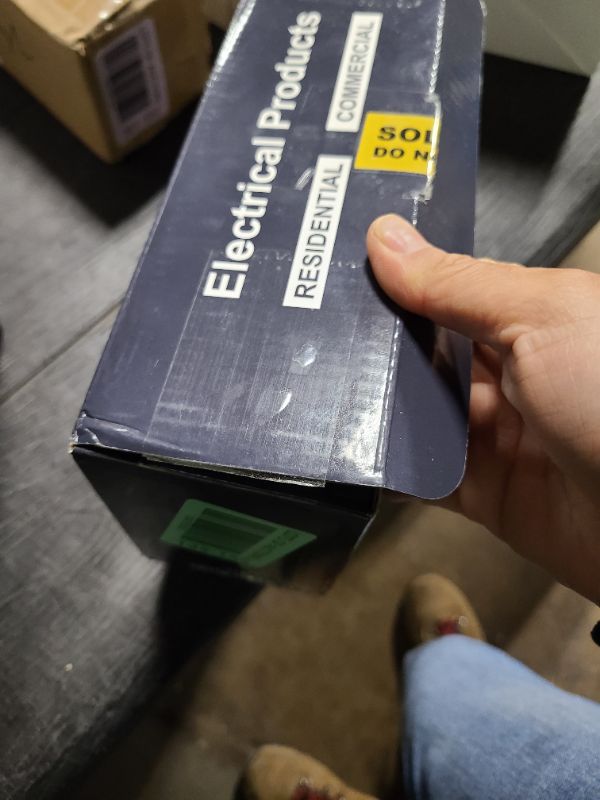 Electrical Products
RESIDENTIAL
COMMERCIAL
SOL
DO N